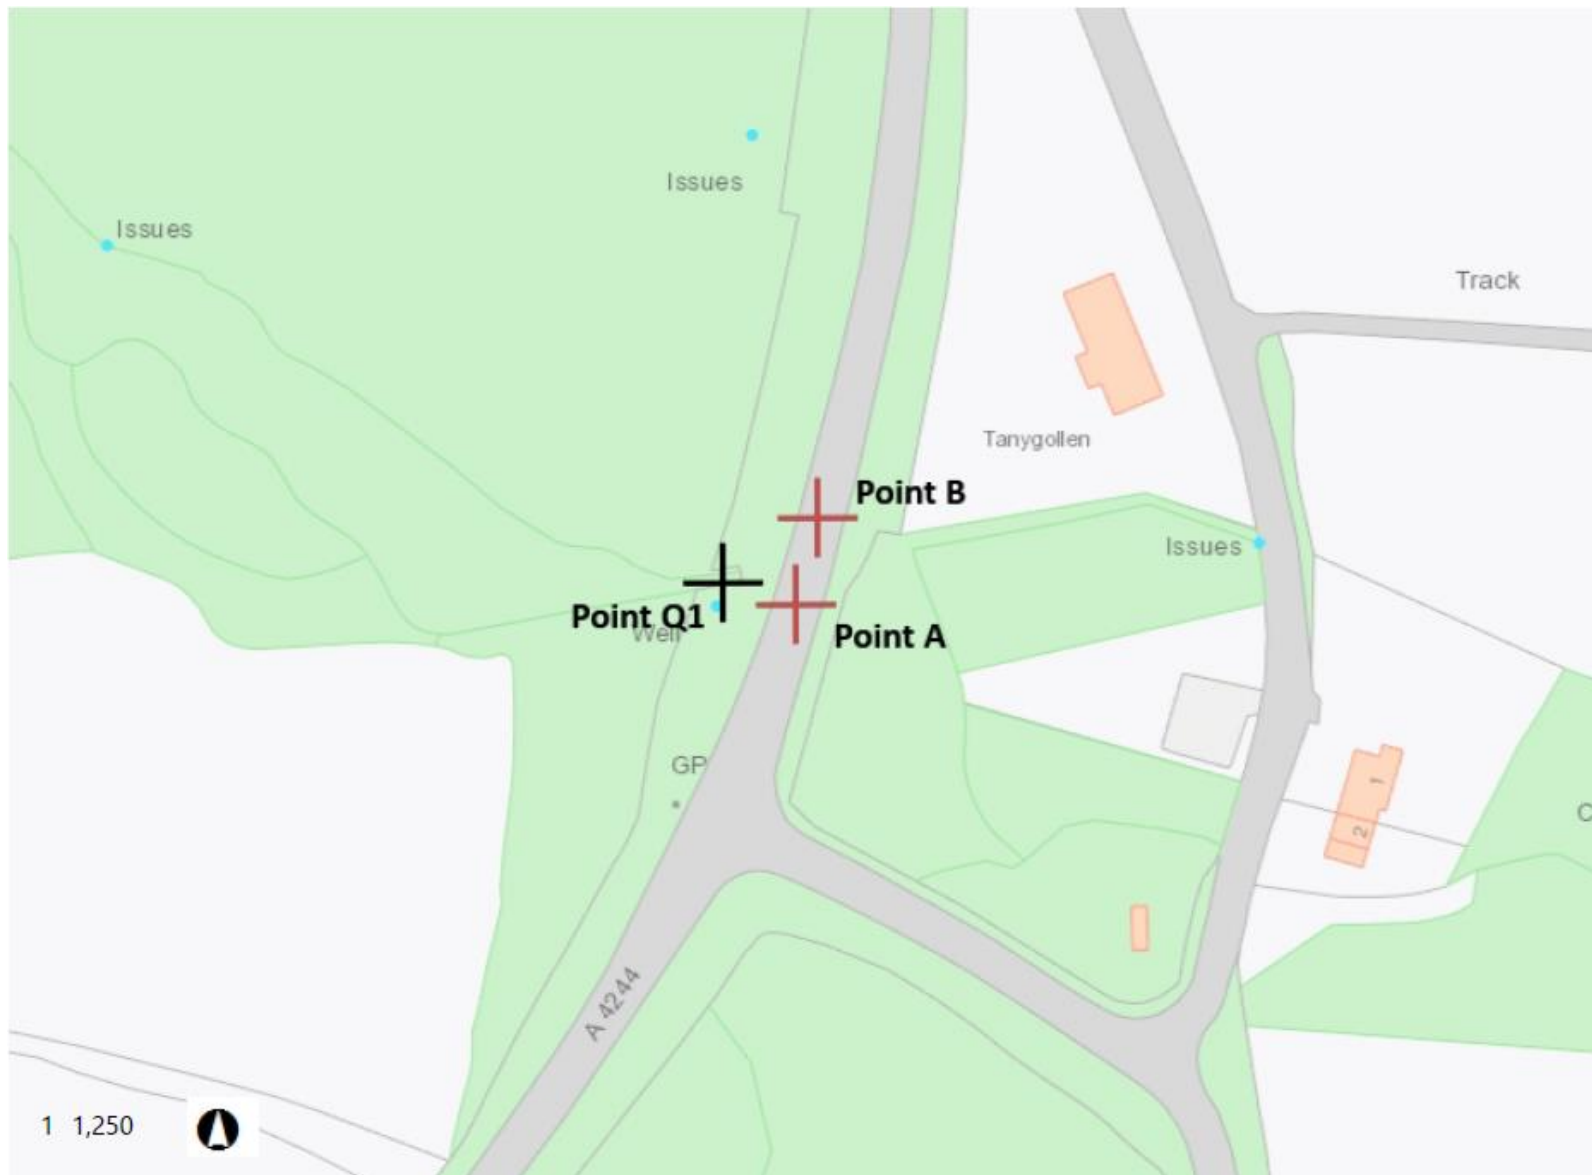 Issues
Issues
Track
Tanygollen
Point B
Issues
Point Q1
Well
Point A
GP
1
2
C
A 4244
1 1,250